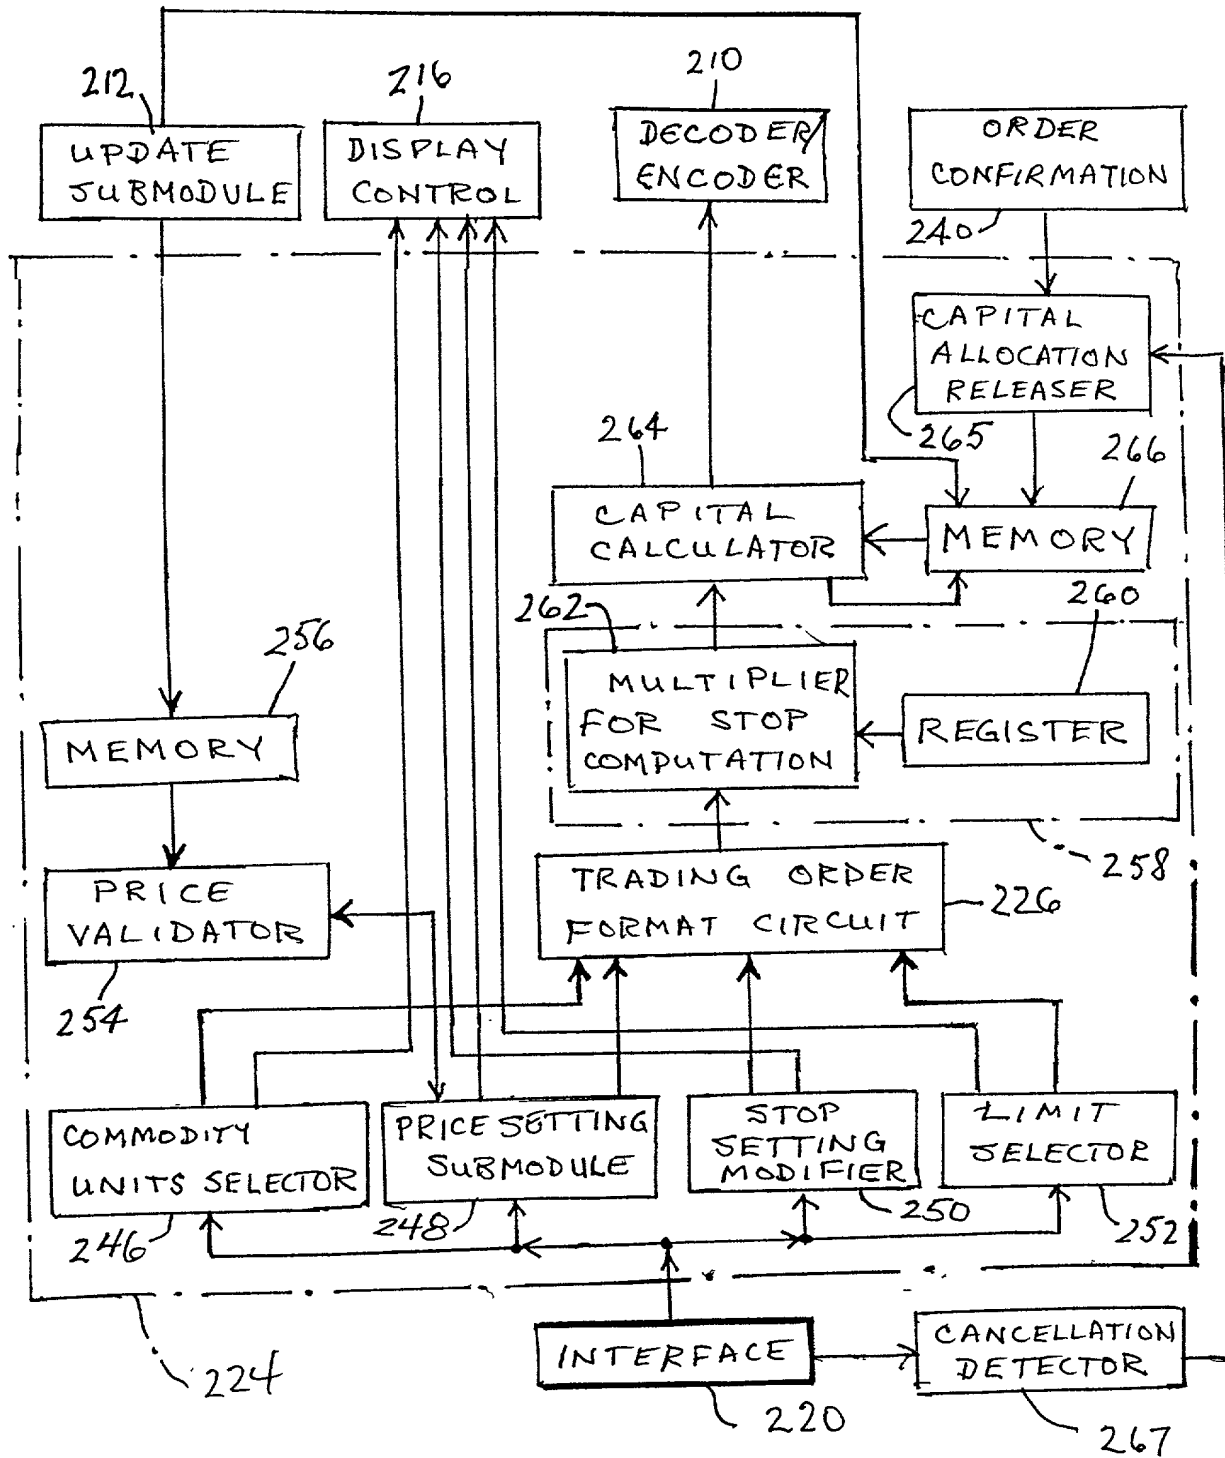 212
216
210
UPDATE
SUBMODULE
DISPLAY
CONTROL
DECODER/
ENCODER
ORDER
CONFIRMATION
240
CAPITAL
ALLOCATION
RELEASER
265
264
266
CAPITAL
CALCULATOR
MEMORY
262
260
256
MULTIPLIER
FOR STOP
COMPUTATION
REGISTER
MEMORY
258
PRICE
VALIDATOR
254
TRADING ORDER
FORMAT CIRCUIT
226
COMMODITY
UNITS SELECTOR
246
PRICE SETTING
SUBMODULE
248
STOP
SETTING
MODIFIER
250
LIMIT
SELECTOR
252
224
INTERFACE
220
CANCELLATION
DETECTOR
267